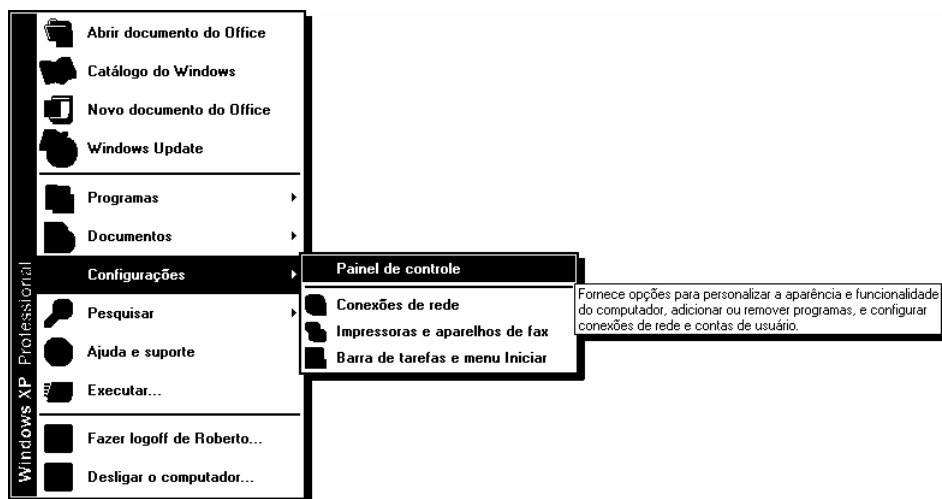 Abrir documento do Office
Catálogo do Windows
Novo documento do Office
Windows Update
Programas
Documentos
Configurações
Pesquisar
Ajuda e suporte
Executar...
Fazer logoff de Roberto...
Desligar o computador...
Windows XP Professional
Painel de controle
Conexões de rede
Impressoras e aparelhos de fax
Barra de tarefas e menu Iniciar
Fornece opções para personalizar a aparência e funcionalidade
do computador, adicionar ou remover programas, e configurar
conexões de rede e contas de usuário.